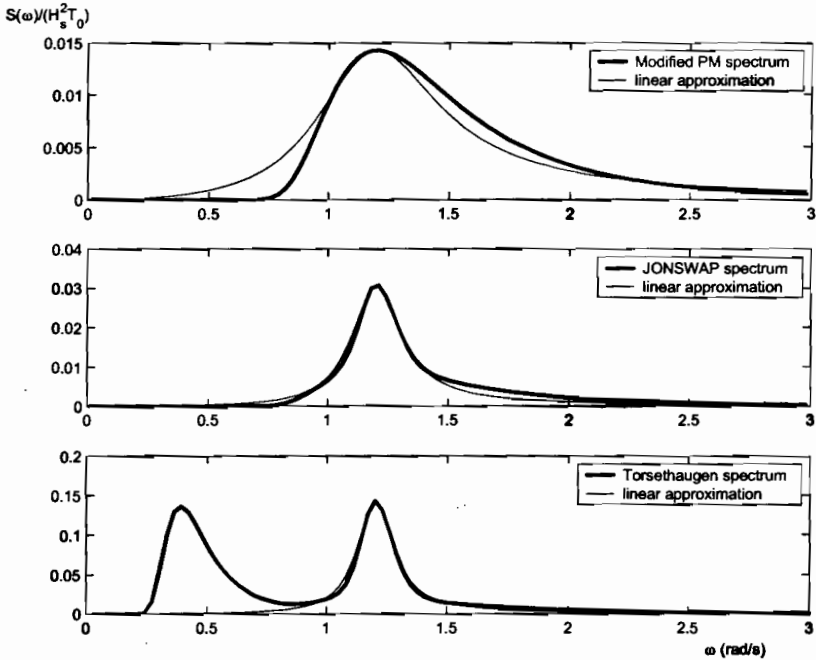 S(ω)/(H²ₛT₀)
0.015
0.01
0.005
0
Modified PM spectrum
linear approximation
0 0.5 1 1.5 2 2.5 3
0.04
0.03
0.02
0.01
0
JONSWAP spectrum
linear approximation
0 0.5 1 1.5 2 2.5 3
0.2
0.15
0.1
0.05
0
Torsethaugen spectrum
linear approximation
0 0.5 1 1.5 2 2.5 3
ω (rad/s)